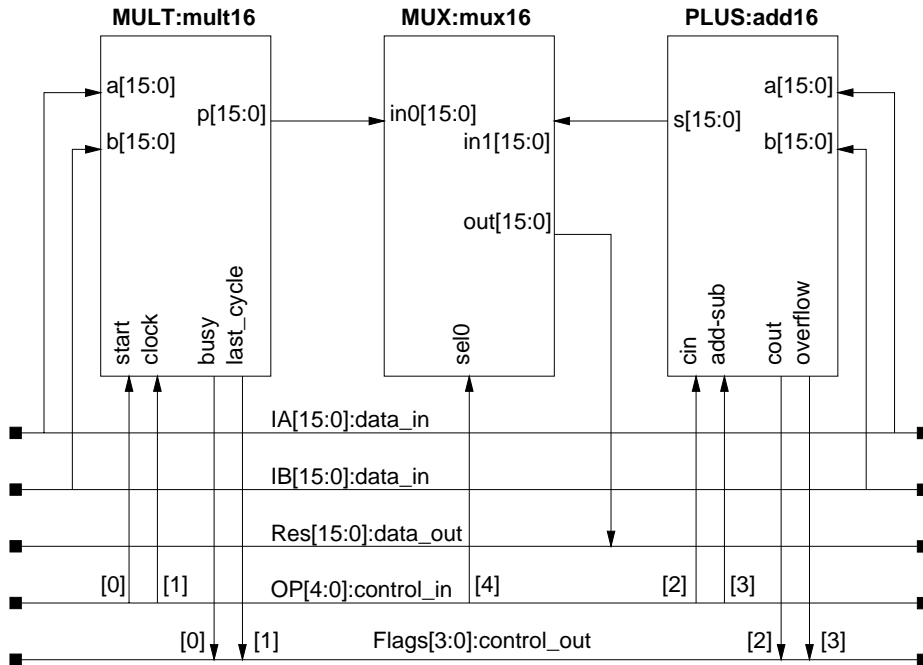 MULT:mult16 MUX:mux16 PLUS:add16
a[15:0] a[15:0]
p[15:0] in0[15:0] s[15:0]
b[15:0] in1[15:0] b[15:0]
out[15:0]
start
clock
busy
last_cycle
sel0
cin
add-sub
cout
overflow
IA[15:0]:data_in
IB[15:0]:data_in
Res[15:0]:data_out
[0] [1] OP[4:0]:control_in [4] [2] [3]
[0] [1] Flags[3:0]:control_out [2] [3]